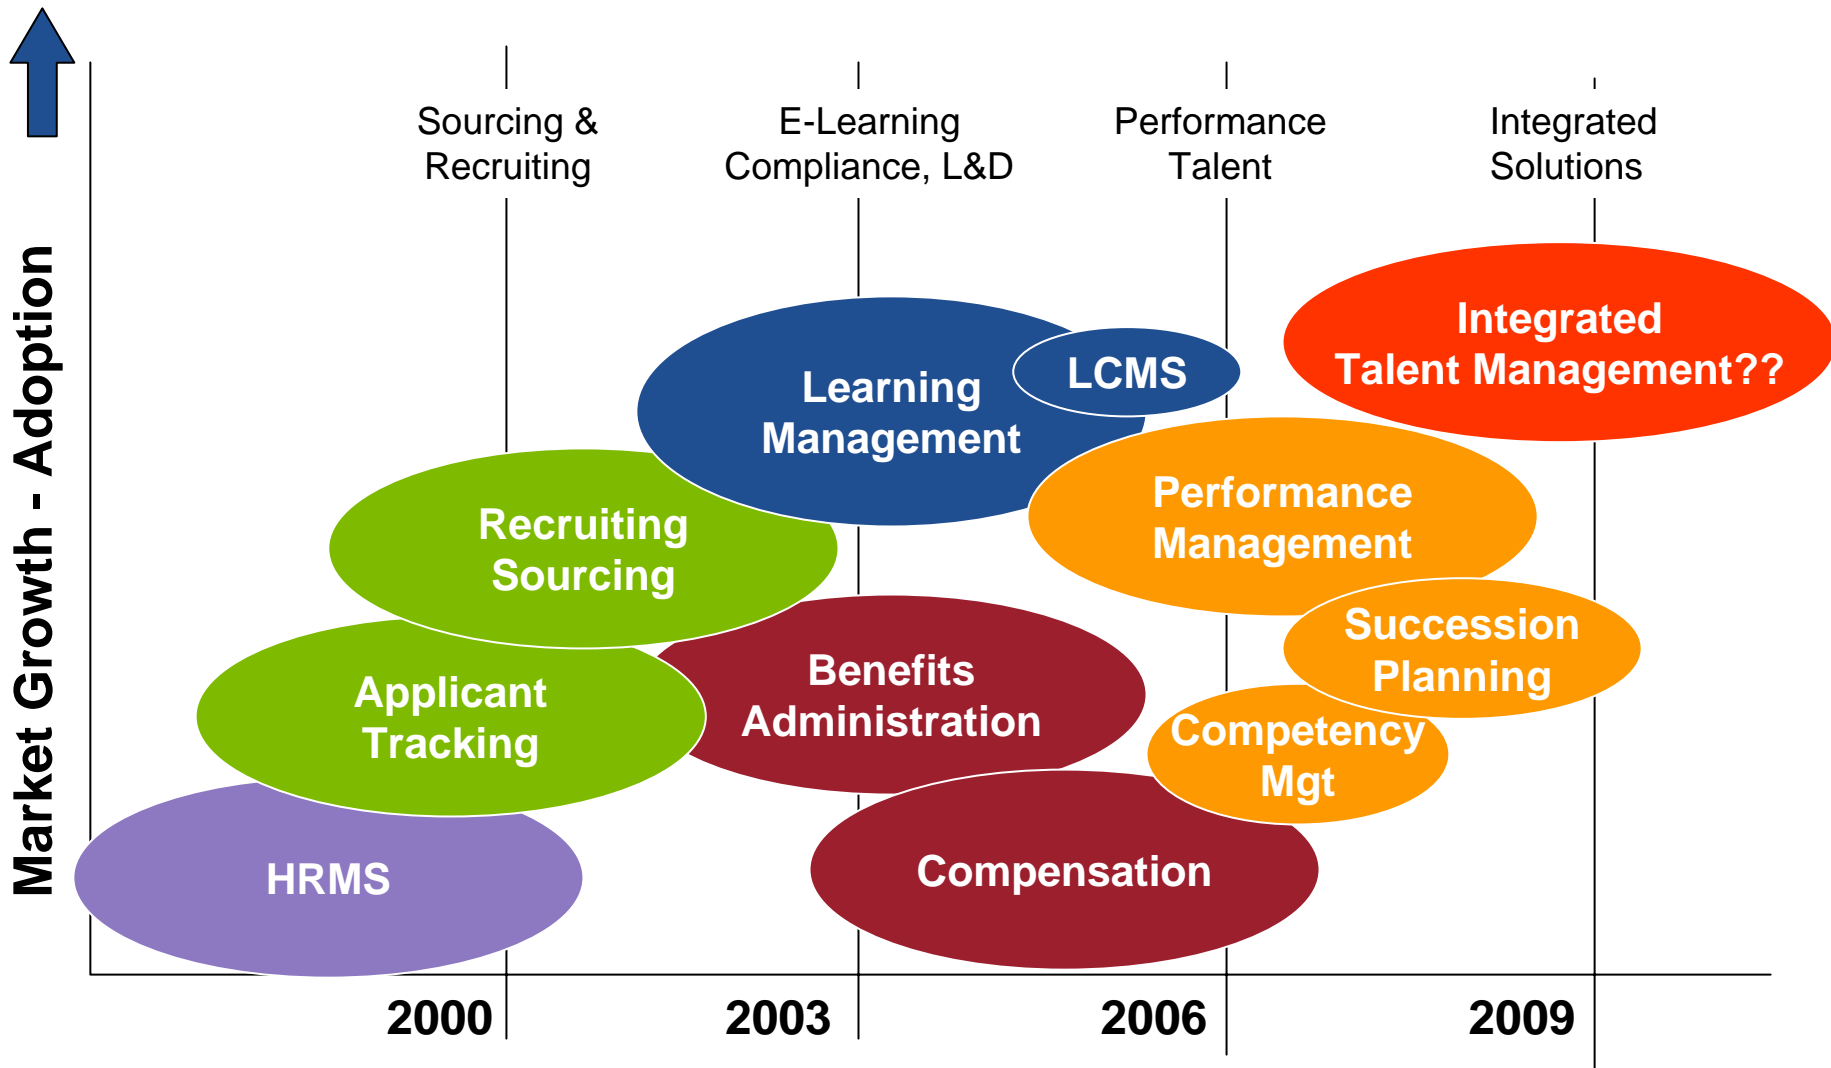 Market Growth - Adoption
Sourcing &
Recruiting
E-Learning
Compliance, L&D
Performance
Talent
Integrated
Solutions
Integrated
Talent Management??
LCMS
Learning
Management
Performance
Management
Recruiting
Sourcing
Succession
Planning
Benefits
Administration
Applicant
Tracking
Competency
Mgt
Compensation
HRMS
2000
2003
2006
2009